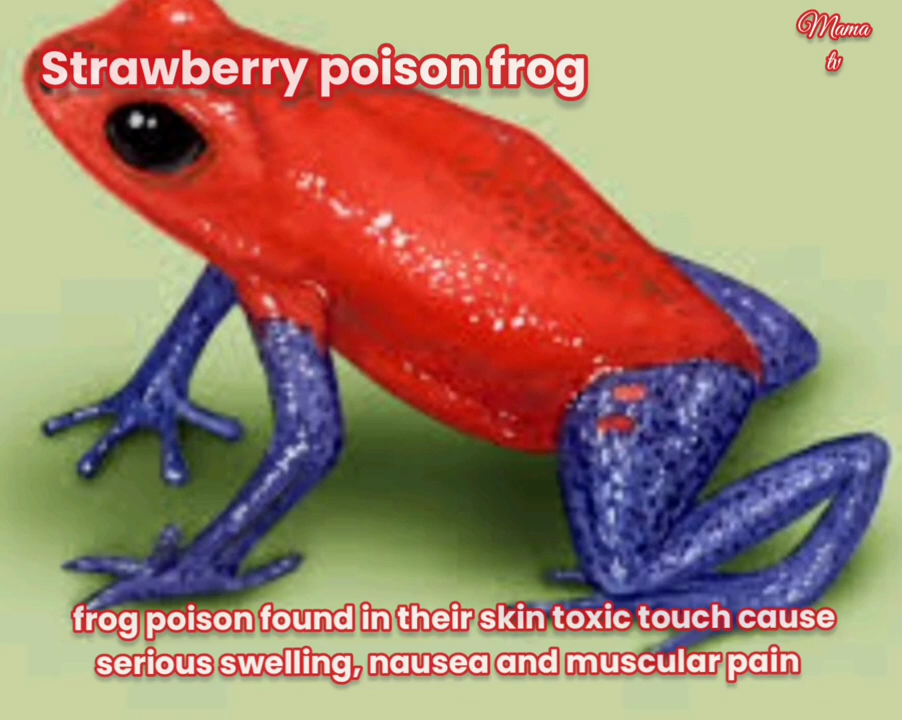 Strawberry poison frog
Mama
tv
frog poison found in their skin toxic touch cause
serious swelling, nausea and muscular pain